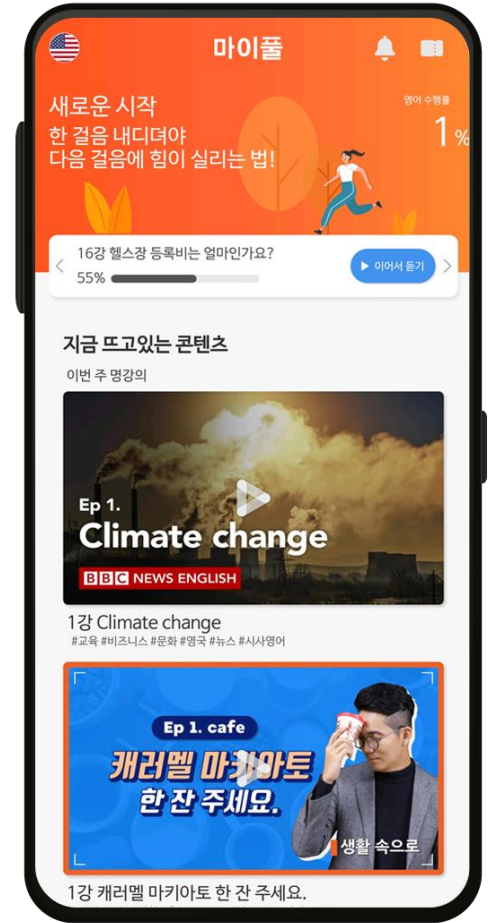 마이풀
새로운 시작
영어 수행률
한 걸음 내디뎌야
1 %
다음 걸음에 힘이 실리는 법!
16강 헬스장 등록비는 얼마인가요?
55%
이어서 듣기
지금 뜨고있는 콘텐츠
이번 주 명강의
Ep 1.
Climate change
BBC NEWS ENGLISH
1강 Climate change
#교육 #비즈니스 #문화 #영국 #뉴스 #시사영어
Ep 1. cafe
캐러멜 마키아토
한 잔 주세요.
생활 속으로
1강 캐러멜 마키아토 한 잔 주세요.